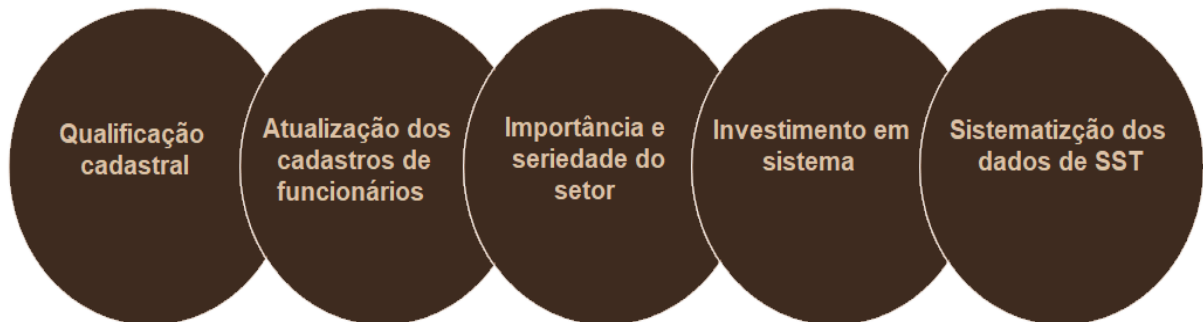 Qualificação
cadastral
Atualização dos
cadastros de
funcionários
Importância e
seriedade do
setor
Investimento em
sistema
Sistematizção dos
dados de SST